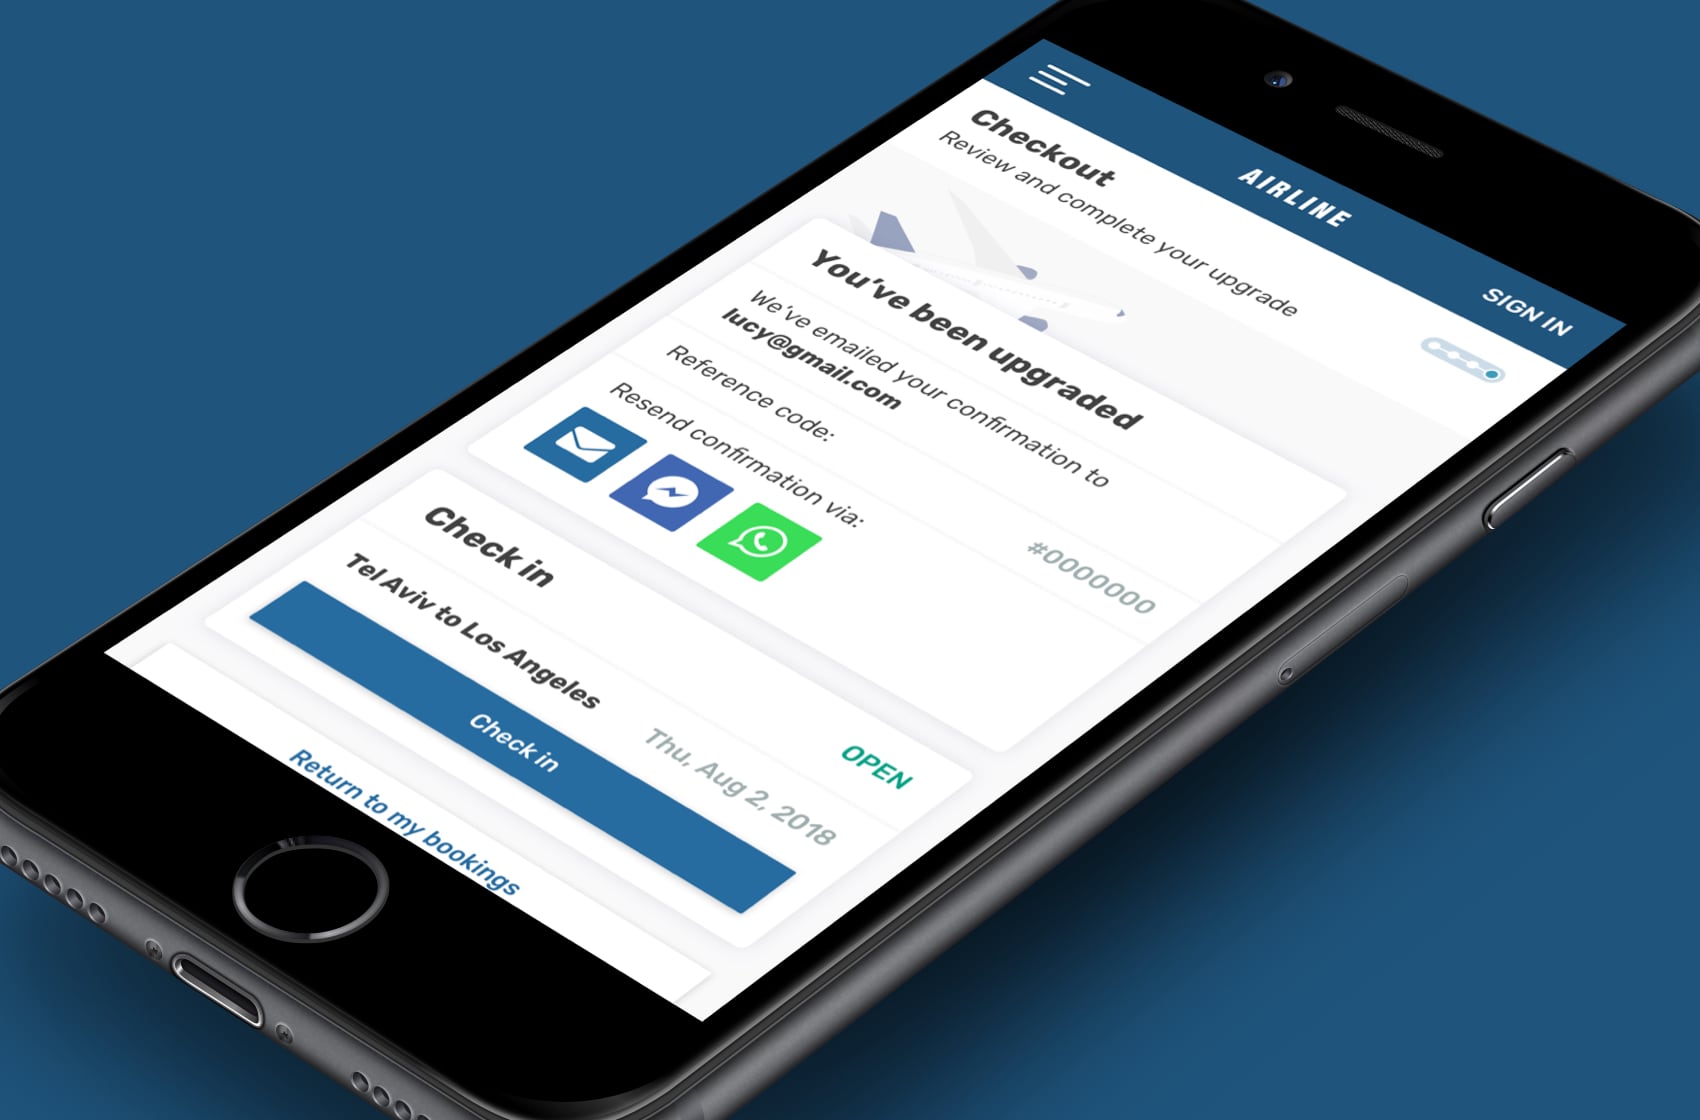 AIRLINE
SIGN IN
Checkout
Review and complete your upgrade
You've been upgraded
We've emailed your confirmation to
lucy@gmail.com
Reference code:
#0000000
Resend confirmation via:
Check in
OPEN
Tel Aviv to Los Angeles
Thu, Aug 2, 2018
Check in
Return to my bookings